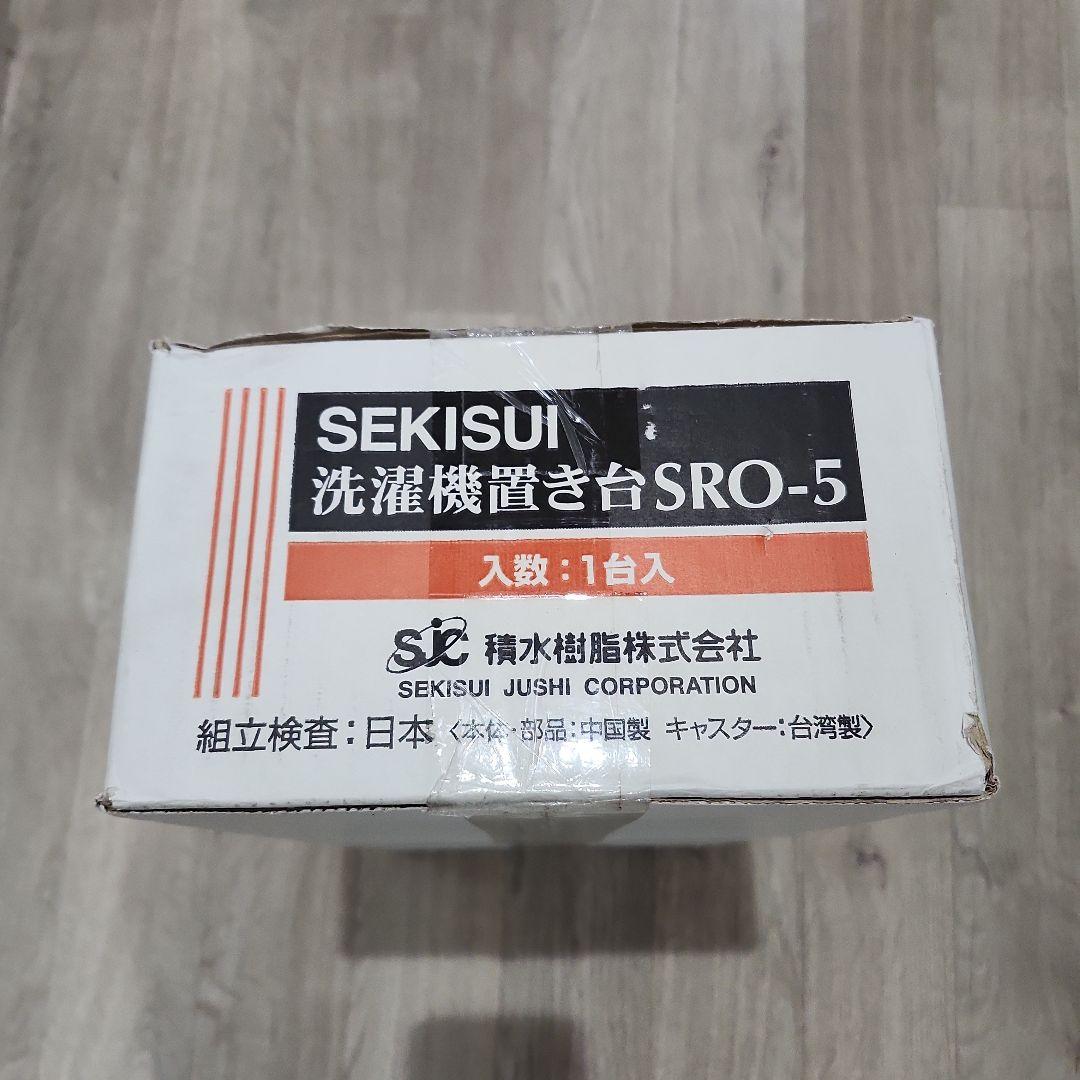 SEKISUI
洗濯機置き台SRO-5
入数:1台入
SJC 積水樹脂株式会社
SEKISUI JUSHI CORPORATION
組立検査:日本〈本体・部品:中国製 キャスター:台湾製〉